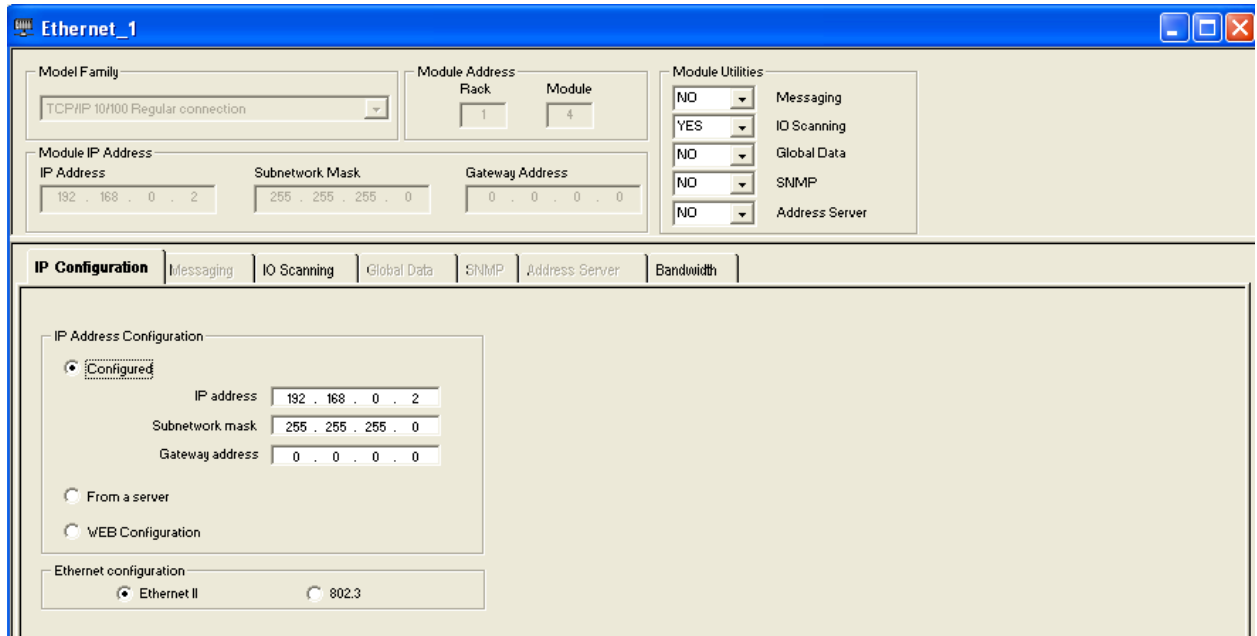 Ethernet_1
Model Family
TCP/IP 10/100 Regular connection
Module Address
Rack Module
1 4
Module IP Address
IP Address Subnetwork Mask Gateway Address
192 . 168 . 0 . 2 255 . 255 . 255 . 0 0 . 0 . 0 . 0
Module Utilities
NO Messaging
YES IO Scanning
NO Global Data
NO SNMP
NO Address Server
IP Configuration Messaging IO Scanning Global Data SNMP Address Server Bandwidth
IP Address Configuration
Configured
IP address 192 . 168 . 0 . 2
Subnetwork mask 255 . 255 . 255 . 0
Gateway address 0 . 0 . 0 . 0
From a server
WEB Configuration
Ethernet configuration
Ethernet II 802.3